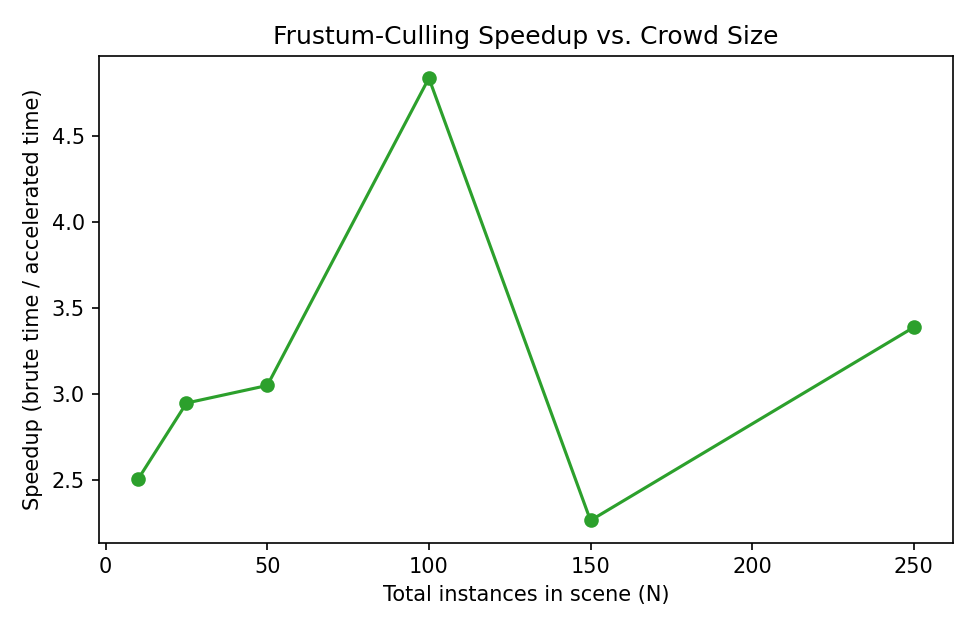 Frustum-Culling Speedup vs. Crowd Size
Speedup (brute time / accelerated time)
4.5
4.0
3.5
3.0
2.5
0 50 100 150 200 250
Total instances in scene (N)